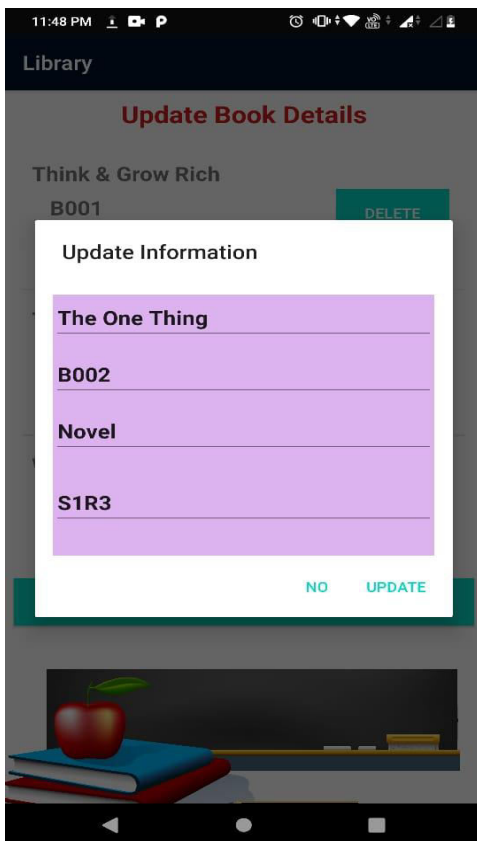 11:48 PM
Library
Update Book Details
Think & Grow Rich
B001
DELETE
Update Information
The One Thing
B002
Novel
S1R3
NO UPDATE